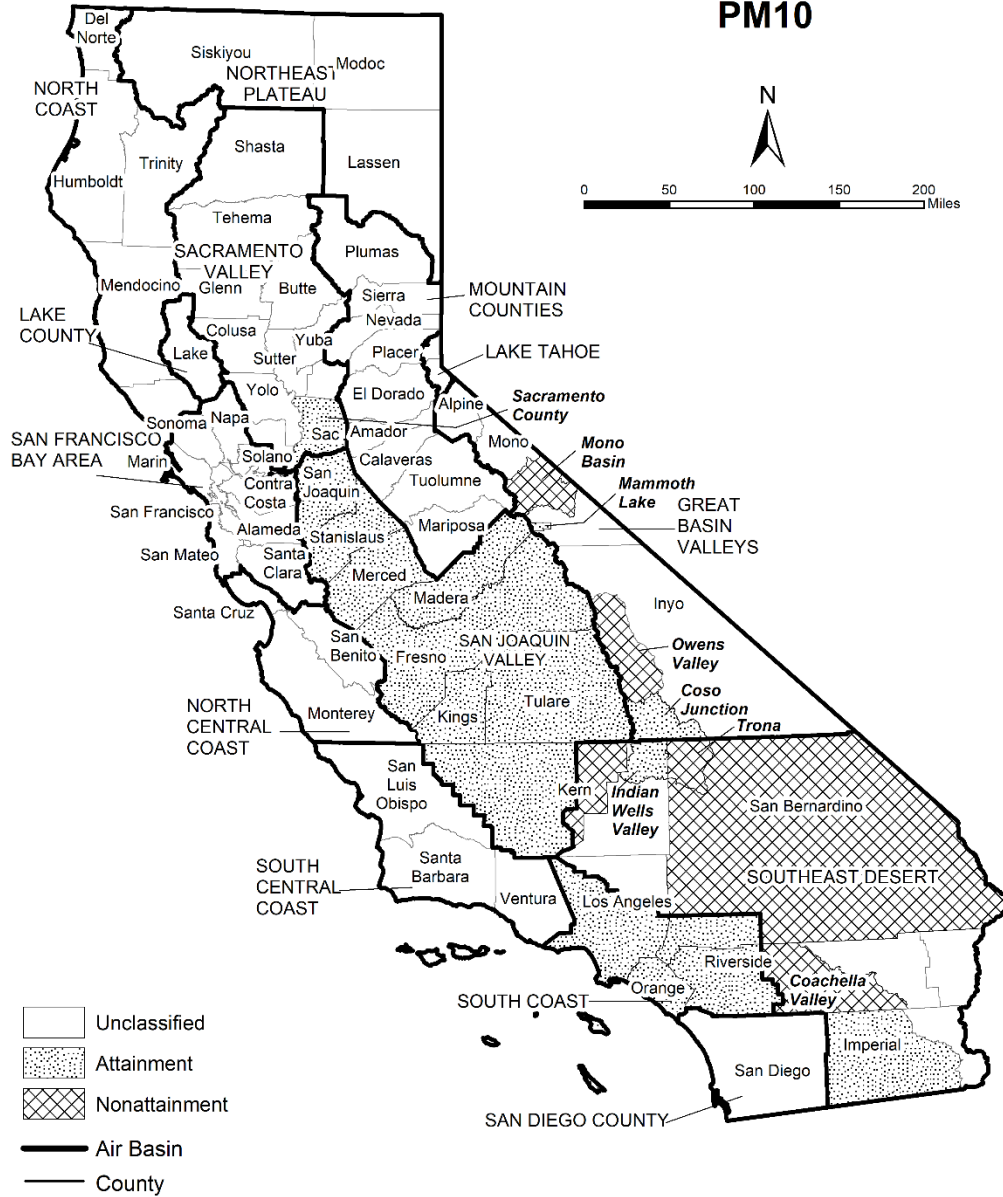 PM10
N
0 50 100 150 200
Miles
Del
Norte
Siskiyou
Modoc
NORTHEAST
PLATEAU
NORTH
COAST
Shasta
Trinity
Lassen
Humboldt
Tehema
SACRAMENTO
VALLEY
Plumas
Mendocino
Glenn
Butte
Sierra
MOUNTAIN
COUNTIES
LAKE
COUNTY
Nevada
Colusa
Yuba
Lake
Sutter
Placer
LAKE TAHOE
Yolo
El Dorado
Alpine
Sacramento
County
Sonoma
Napa
Sac
Amador
Mono
SAN FRANCISCO
BAY AREA
Marin
Solano
Calaveras
Mono
Basin
Contra
Costa
San
Joaquin
Tuolumne
Mammoth
Lake
San Francisco
GREAT
BASIN
VALLEYS
Alameda
Stanislaus
Mariposa
San Mateo
Santa
Clara
Merced
Madera
Santa Cruz
Inyo
San
Benito
Fresno
SAN JOAQUIN
VALLEY
Owens
Valley
Coso
Junction
NORTH
CENTRAL
COAST
Monterey
Kings
Tulare
Trona
San
Luis
Obispo
Kern
Indian
Wells
Valley
San Bernardino
SOUTH
CENTRAL
COAST
Santa
Barbara
Ventura
Los Angeles
SOUTHEAST DESERT
Riverside
Orange
Coachella
Valley
SOUTH COAST
Imperial
San Diego
SAN DIEGO COUNTY
Unclassified
Attainment
Nonattainment
Air Basin
County